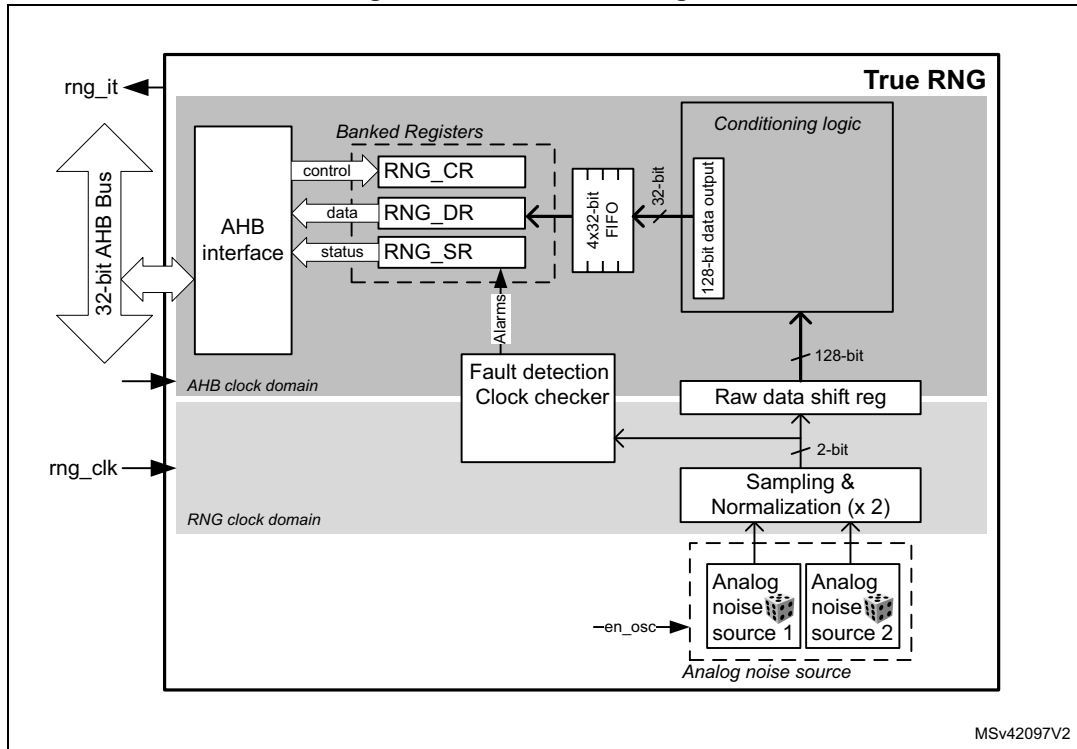 True RNG
rng_it
Banked Registers
Conditioning logic
control
RNG_CR
data
RNG_DR
status
RNG_SR
AHB
interface
32-bit AHB Bus
4x32-bit
FIFO
32-bit
128-bit data output
Alarms
128-bit
AHB clock domain
Fault detection
Clock checker
Raw data shift reg
2-bit
rng_clk
Sampling &
Normalization (x 2)
RNG clock domain
Analog
noise
source 1
Analog
noise
source 2
en_osc
Analog noise source
MSv42097V2